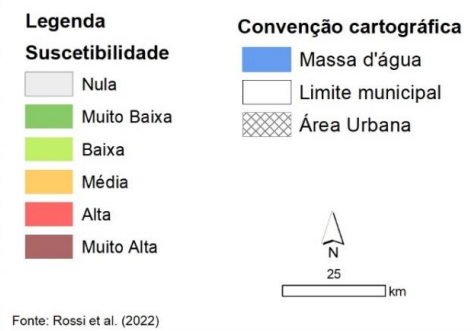 Legenda
Suscetibilidade
Nula
Muito Baixa
Baixa
Média
Alta
Muito Alta
Convenção cartográfica
Massa d'água
Limite municipal
Área Urbana
N
25
km
Fonte: Rossi et al. (2022)